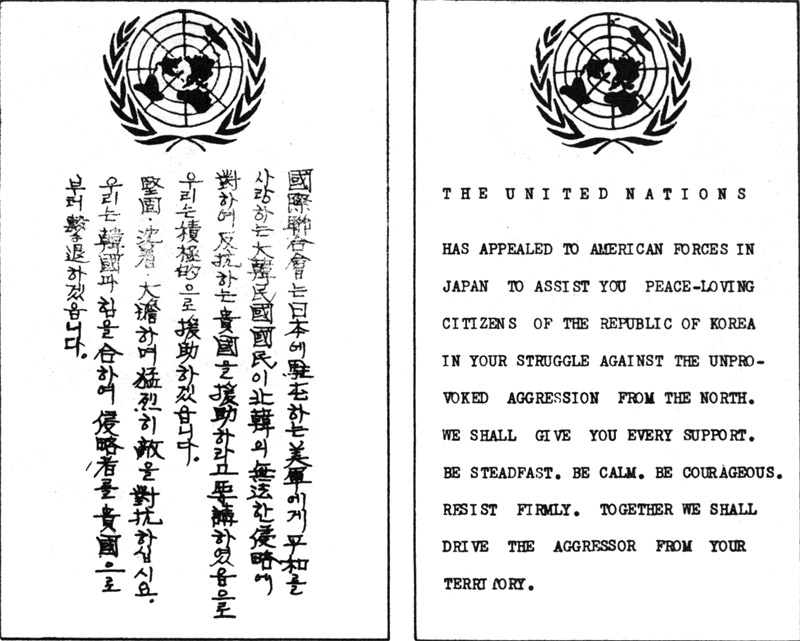 國際聯合會는 日本에 駐屯하는 美軍에게 平和를
사랑하는 大韓民國國民이 北韓의 無法한 侵略에
對하여 反抗하는 貴國을 援助하라고 要請하였음으로
우리는 積極的으로 援助하겠읍니다.
堅固·沈着·大膽하며 猛烈히 敵을 對抗하십시요.
우리는 韓國과 힘을 合하여 侵略者를 貴國으로
부터 擊退하겠읍니다.
THE UNITED NATIONS
HAS APPEALED TO AMERICAN FORCES IN
JAPAN TO ASSIST YOU PEACE-LOVING
CITIZENS OF THE REPUBLIC OF KOREA
IN YOUR STRUGGLE AGAINST THE UNPRO-
VOKED AGGRESSION FROM THE NORTH.
WE SHALL GIVE YOU EVERY SUPPORT.
BE STEADFAST. BE CALM. BE COURAGEOUS.
RESIST FIRMLY. TOGETHER WE SHALL
DRIVE THE AGGRESSOR FROM YOUR
TERRITORY.